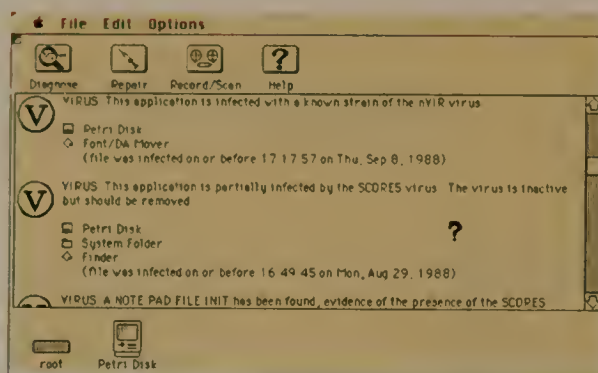 File Edit Options
Diagnose Repair Record/Scan Help
VIRUS This application is infected with a known strain of the nVIR virus
Petri Disk
Font/DA Mover
(file was infected on or before 17 17 57 on Thu, Sep 8, 1988)
VIRUS This application is partially infected by the SCORES virus The virus is inactive
but should be removed
Petri Disk
System Folder
Finder
(file was infected on or before 16 49 45 on Mon, Aug 29, 1988)
VIRUS A NOTE PAD FILE INIT has been found, evidence of the presence of the SCORES
root Petri Disk